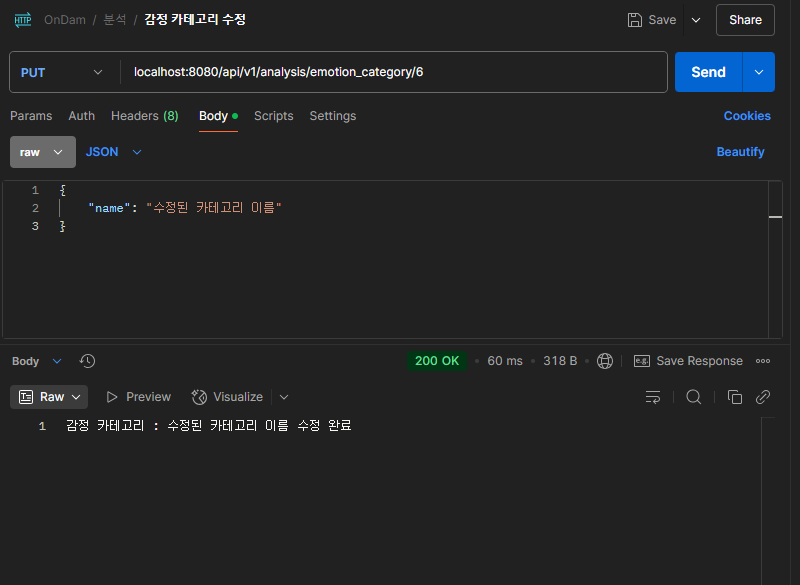 HTTP OnDam / 분석 / 감정 카테고리 수정 Save Share
PUT localhost:8080/api/v1/analysis/emotion_category/6 Send
Params Auth Headers (8) Body Scripts Settings Cookies
raw JSON Beautify
1 {
2 "name": "수정된 카테고리 이름"
3 }
Body 200 OK 60 ms 318 B e.g. Save Response
Raw Preview Visualize
1 감정 카테고리 : 수정된 카테고리 이름 수정 완료